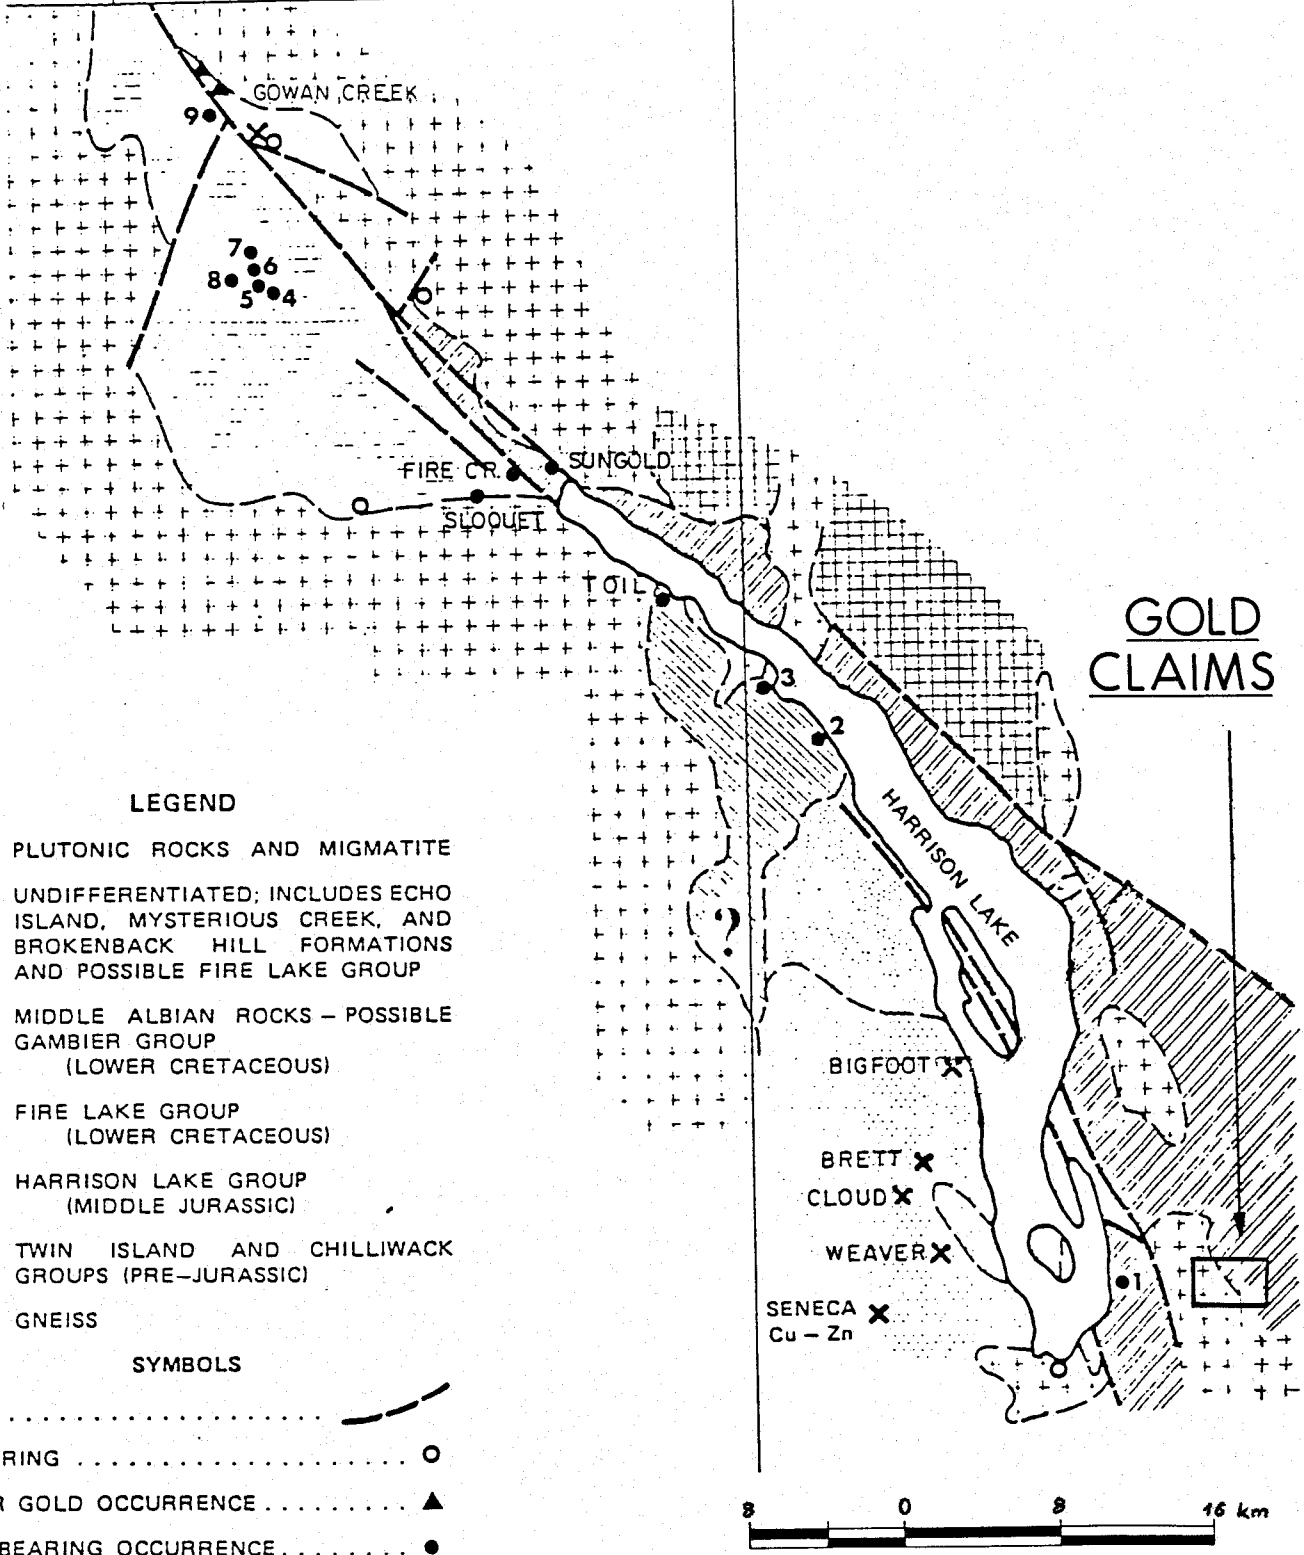 GOWAN CREEK
9
7
6
8
5
4
FIRE CR.
SUNGOLD
SLOQUET
TOIL
3
2
GOLD
CLAIMS
HARRISON LAKE
?
BIGFOOT
BRETT
CLOUD
WEAVER
1
SENECA
Cu – Zn
LEGEND
PLUTONIC ROCKS AND MIGMATITE
UNDIFFERENTIATED; INCLUDES ECHO
ISLAND, MYSTERIOUS CREEK, AND
BROKENBACK HILL FORMATIONS
AND POSSIBLE FIRE LAKE GROUP
MIDDLE ALBIAN ROCKS – POSSIBLE
GAMBIER GROUP
(LOWER CRETACEOUS)
FIRE LAKE GROUP
(LOWER CRETACEOUS)
HARRISON LAKE GROUP
(MIDDLE JURASSIC)
TWIN ISLAND AND CHILLIWACK
GROUPS (PRE–JURASSIC)
GNEISS
SYMBOLS
RING
R GOLD OCCURRENCE
BEARING OCCURRENCE
8 0 8 16 km